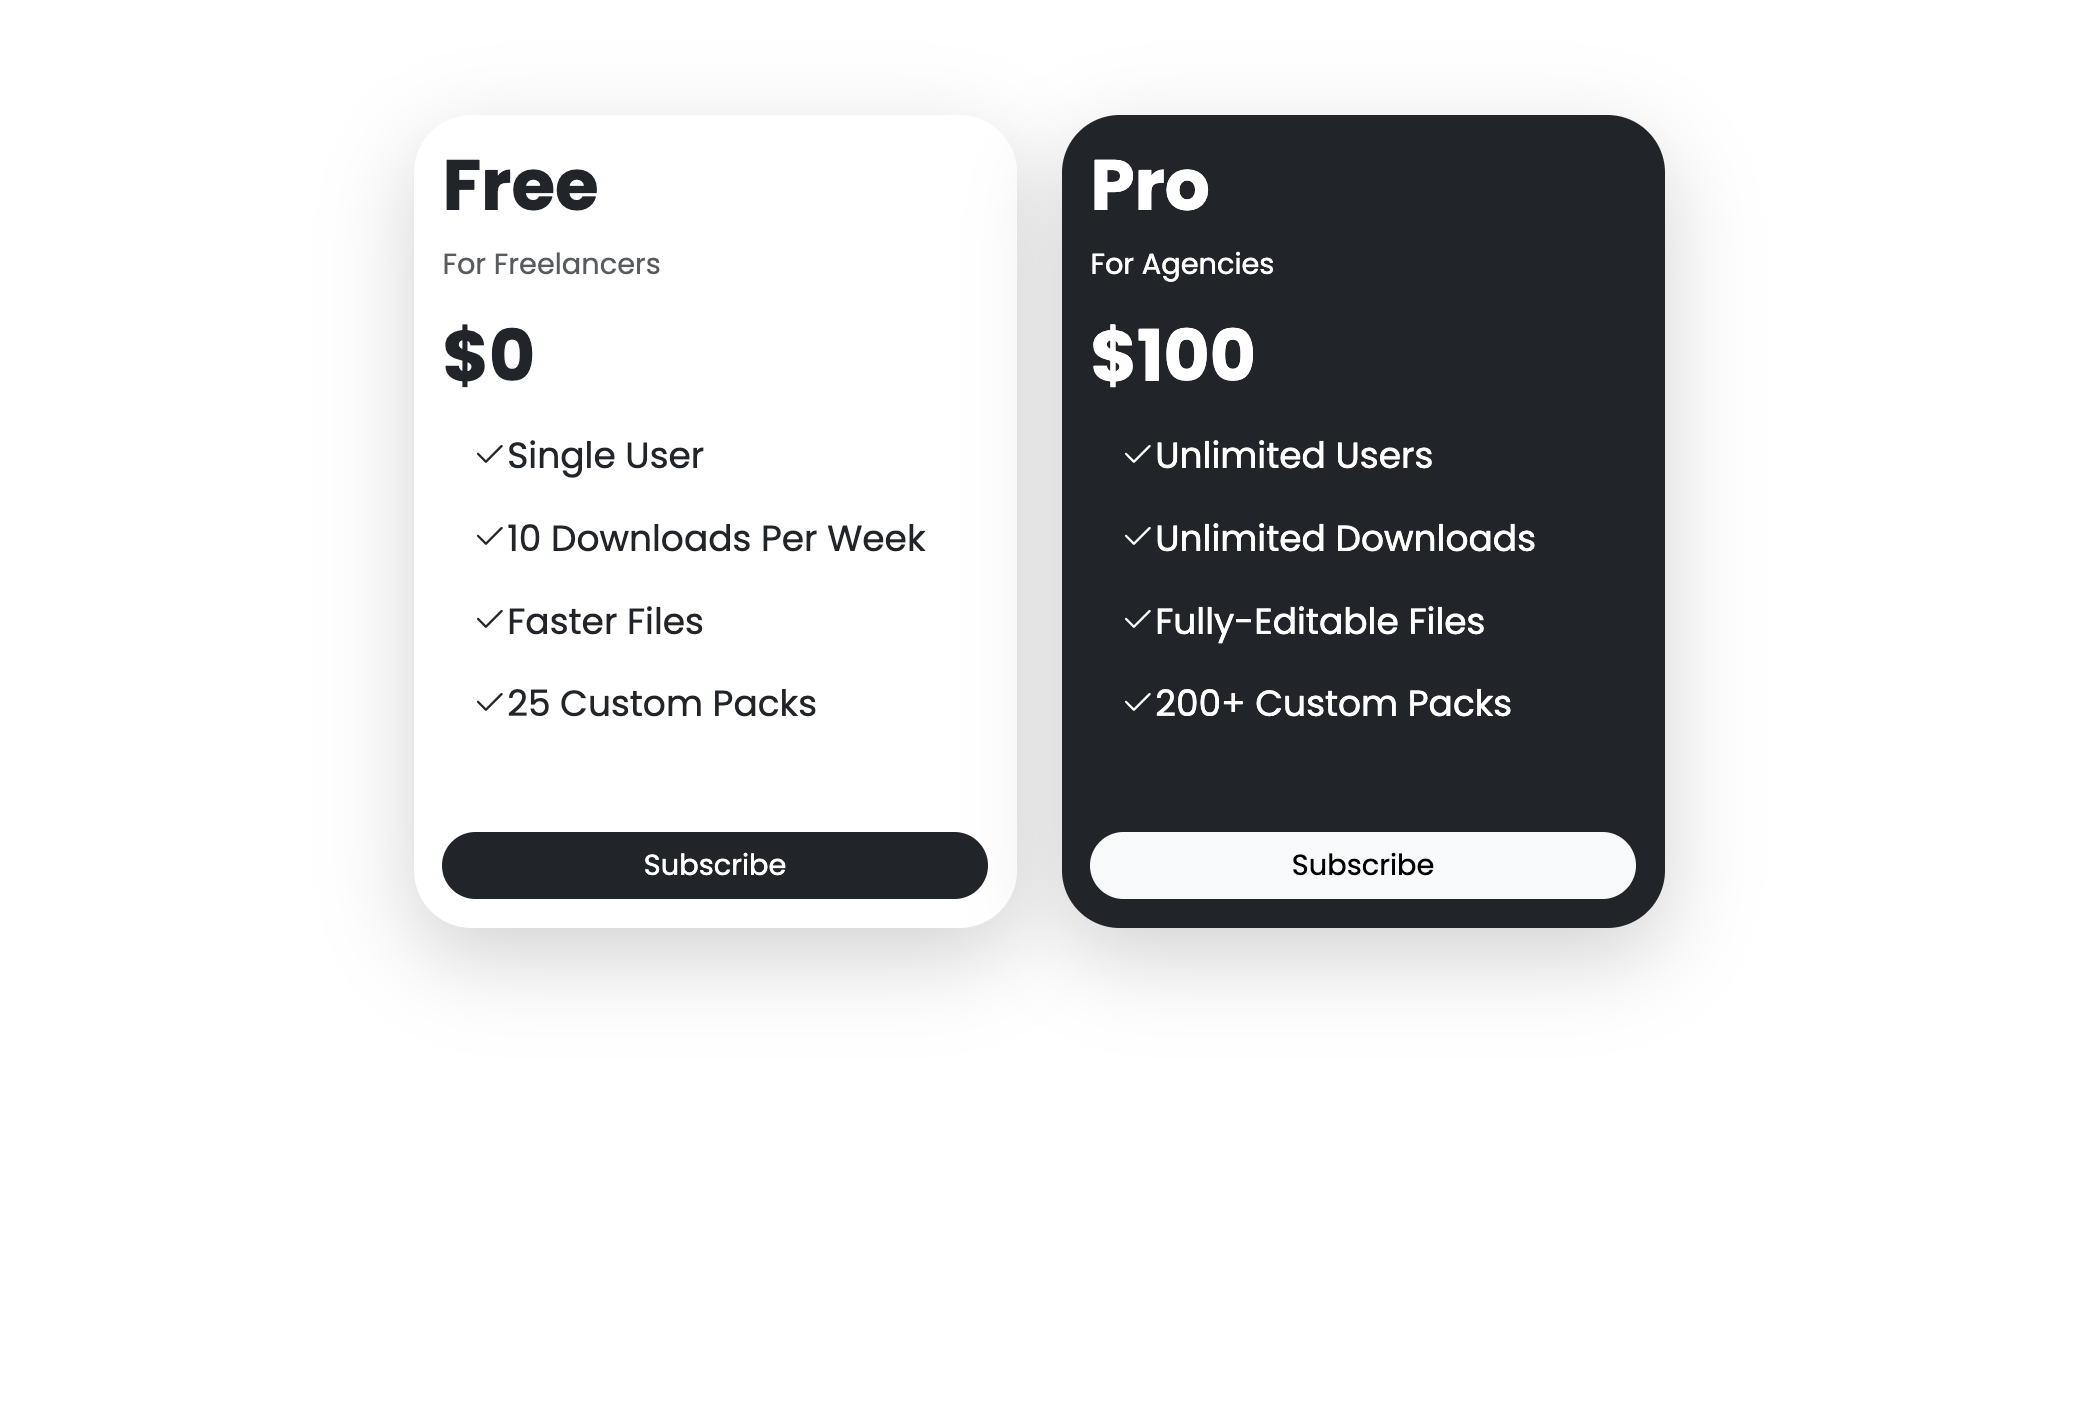 Free
For Freelancers
$0
Single User
10 Downloads Per Week
Faster Files
25 Custom Packs
Subscribe
Pro
For Agencies
$100
Unlimited Users
Unlimited Downloads
Fully-Editable Files
200+ Custom Packs
Subscribe